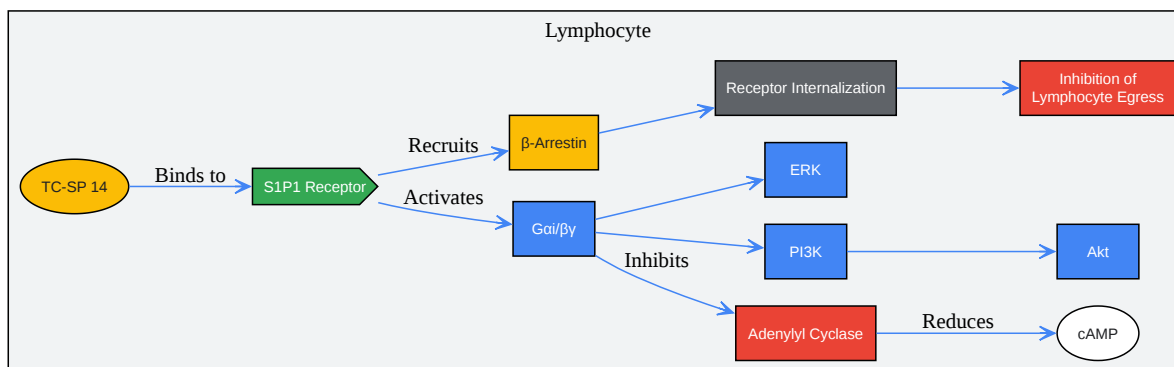 Lymphocyte
TC-SP 14
Binds to
S1P1 Receptor
Recruits
Activates
β-Arrestin
Gαi/βγ
Inhibits
Receptor Internalization
ERK
PI3K
Adenylyl Cyclase
Reduces
Inhibition of
Lymphocyte Egress
Akt
cAMP